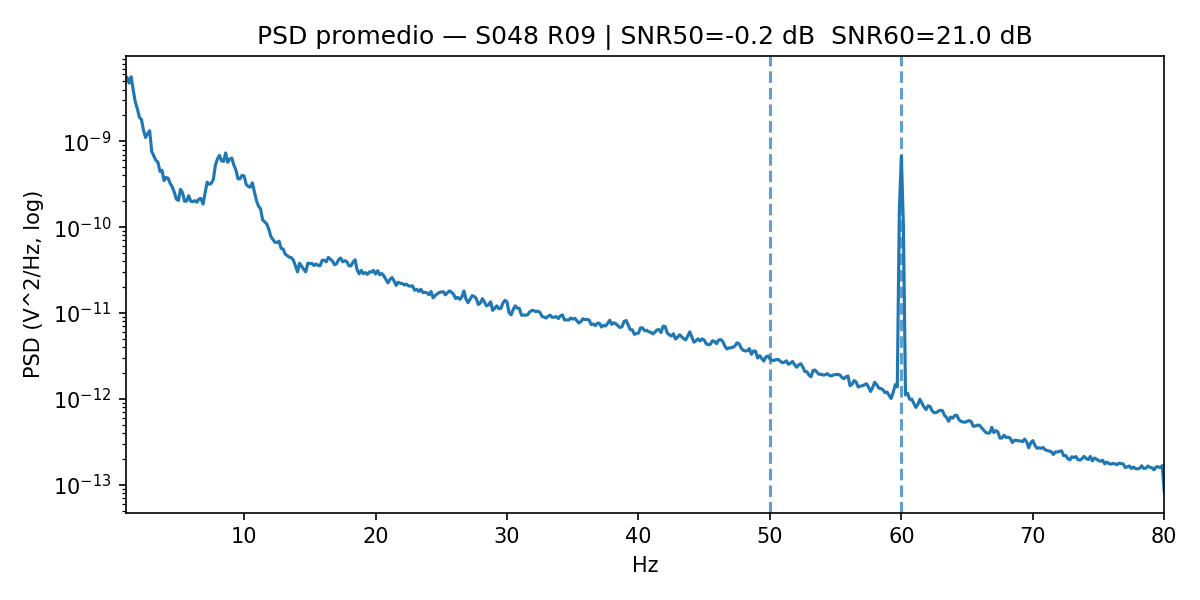 PSD promedio — S048 R09 | SNR50=-0.2 dB  SNR60=21.0 dB
PSD (V^2/Hz, log)
10⁻⁹
10⁻¹⁰
10⁻¹¹
10⁻¹²
10⁻¹³
10 20 30 40 50 60 70 80
Hz